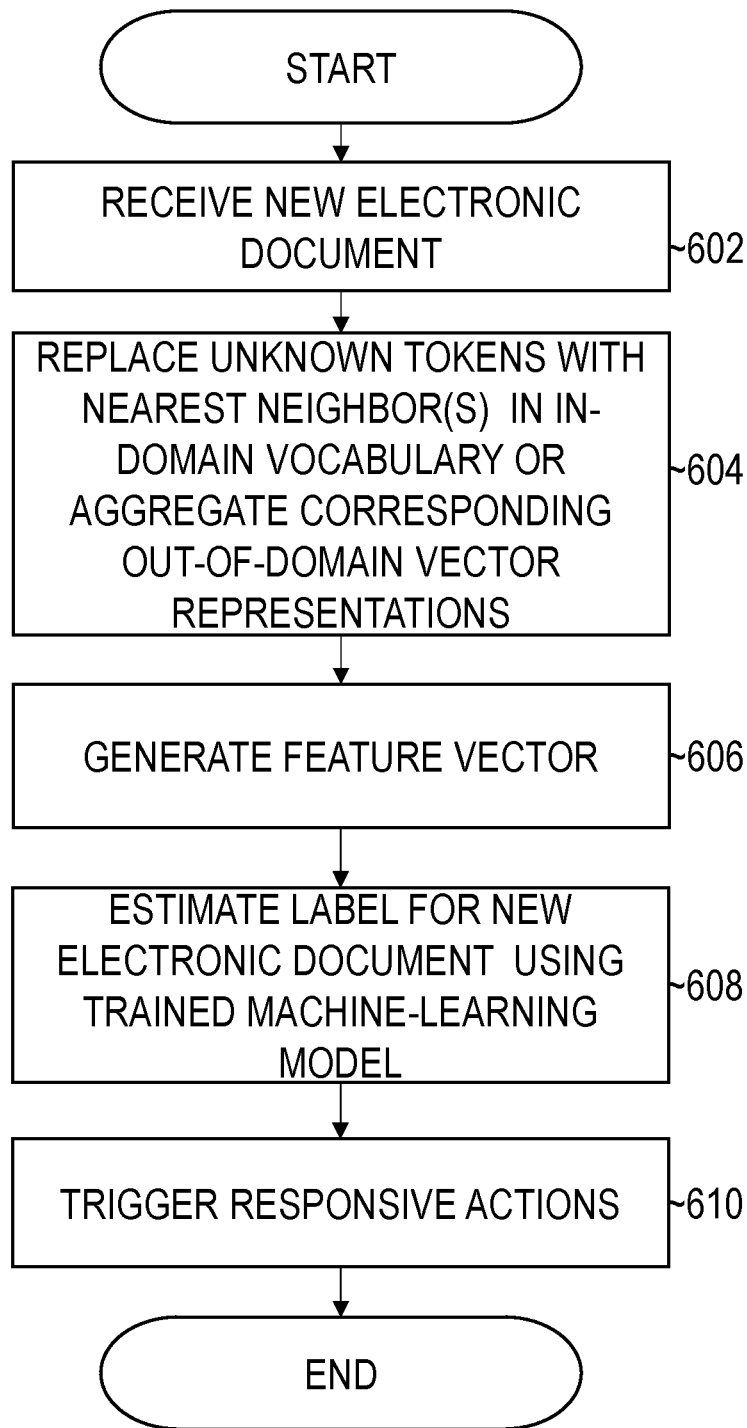 START
RECEIVE NEW ELECTRONIC
DOCUMENT
~602
REPLACE UNKNOWN TOKENS WITH
NEAREST NEIGHBOR(S) IN IN-
DOMAIN VOCABULARY OR
AGGREGATE CORRESPONDING
OUT-OF-DOMAIN VECTOR
REPRESENTATIONS
~604
GENERATE FEATURE VECTOR
~606
ESTIMATE LABEL FOR NEW
ELECTRONIC DOCUMENT USING
TRAINED MACHINE-LEARNING
MODEL
~608
TRIGGER RESPONSIVE ACTIONS
~610
END